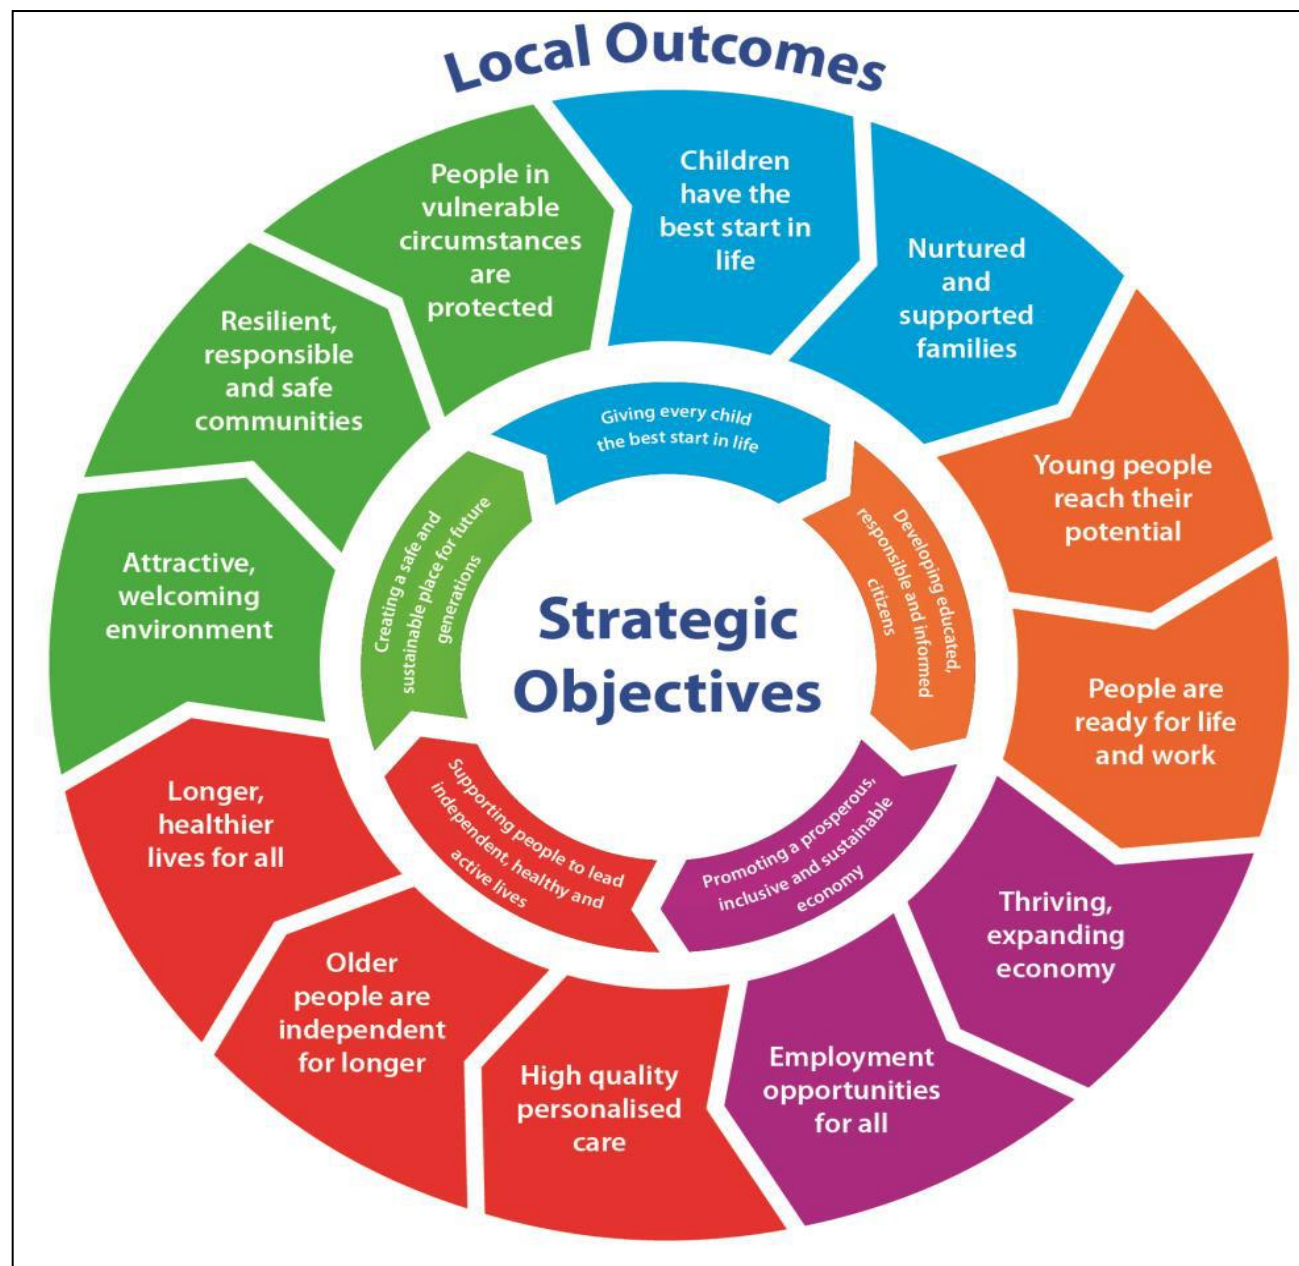 Local Outcomes
Children
have the
best start in
life
Nurtured
and
supported
families
Young people
reach their
potential
People are
ready for life
and work
Thriving,
expanding
economy
Employment
opportunities
for all
High quality
personalised
care
Older
people are
independent
for longer
Longer,
healthier
lives for all
Attractive,
welcoming
environment
Resilient,
responsible
and safe
communities
People in
vulnerable
circumstances
are
protected
Giving every child
the best start in life
Developing educated,
responsible and informed
citizens
Promoting a prosperous,
inclusive and sustainable
economy
Supporting people to lead
independent, healthy and
active lives
Creating a safe and
sustainable place for future
generations
Strategic
Objectives